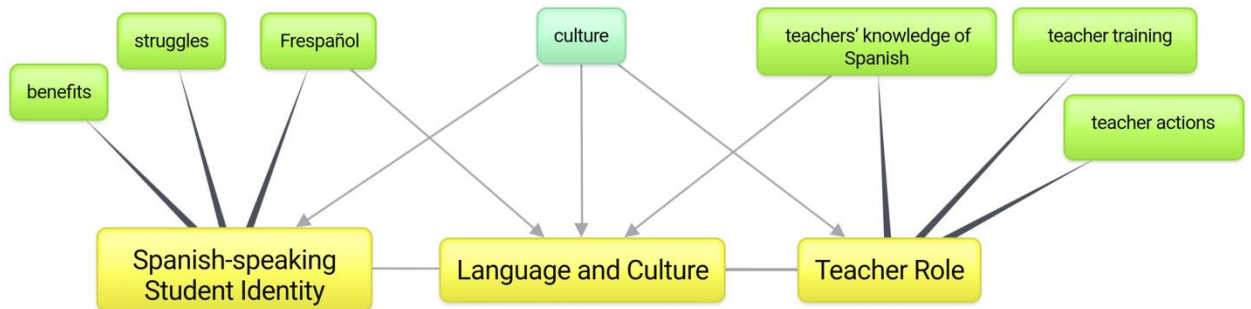 struggles
Frespañol
culture
teachers’ knowledge of
Spanish
teacher training
benefits
teacher actions
Spanish-speaking
Student Identity
Language and Culture
Teacher Role